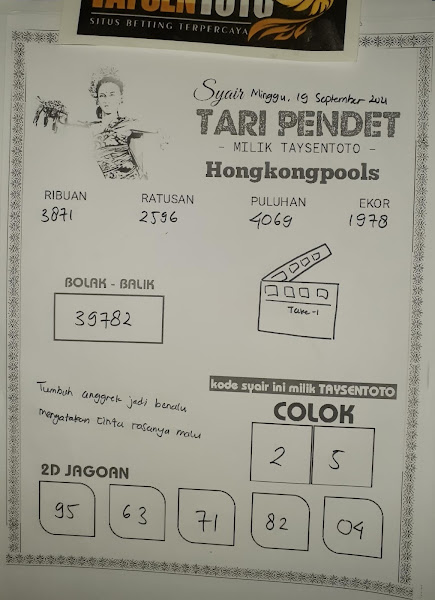 TAYSENTOTO
SITUS BETTING TERPERCAYA
Syair Minggu, 19 September 2021
TARI PENDET
- MILIK TAYSENTOTO -
Hongkongpools
RIBUAN RATUSAN PULUHAN EKOR
3871 2596 4069 1978
BOLAK - BALIK
39782
Take-1
Tumbuh anggrek jedi benalu
mengatakan cinta rasanya malu
kode syair ini milik TAYSENTOTO
COLOK
2 5
2D JAGOAN
95 63 71 82 04